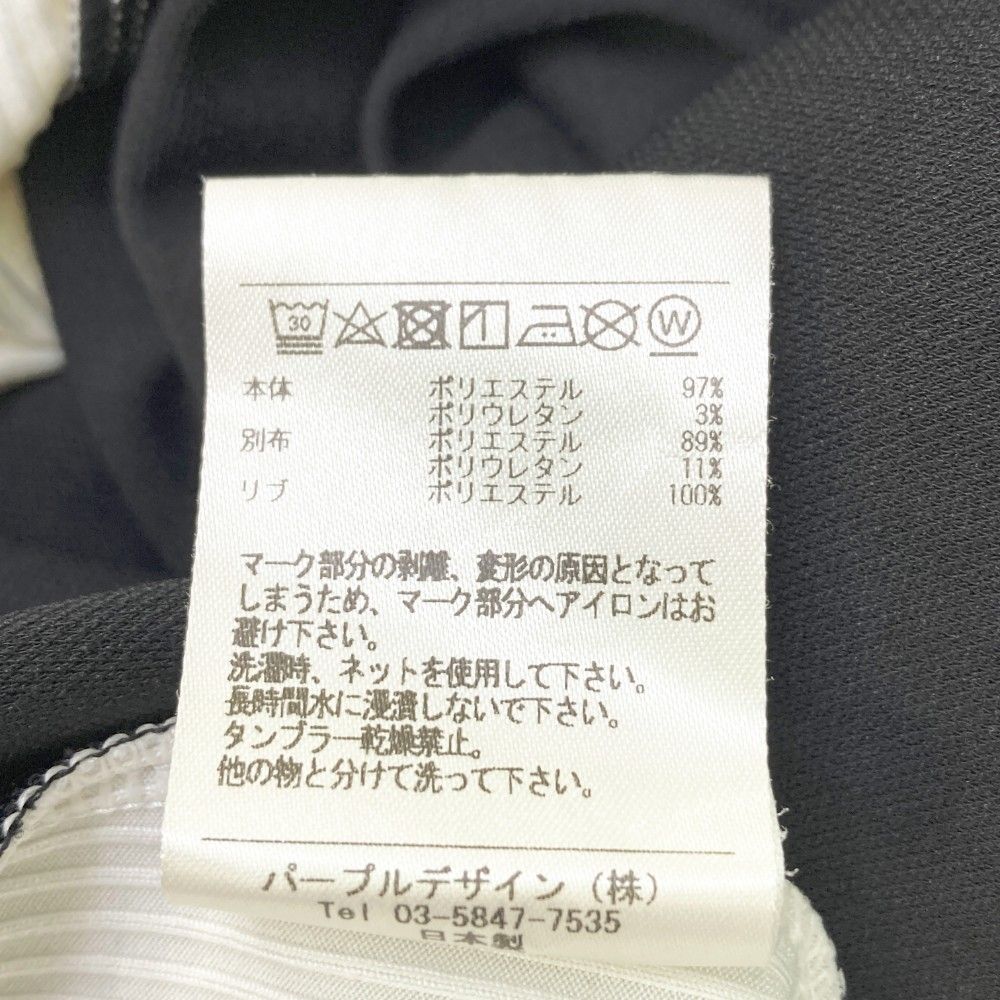 30 W
本体 ポリエステル 97%
ポリウレタン 3%
別布 ポリエステル 89%
ポリウレタン 11%
リブ ポリエステル 100%
マーク部分の剥離、変形の原因となって
しまうため、マーク部分へアイロンはお
避け下さい。
洗濯時、ネットを使用して下さい。
長時間水に浸漬しないで下さい。
タンブラー乾燥禁止。
他の物と分けて洗って下さい。
パープルデザイン(株)
Tel 03-5847-7535
日本製